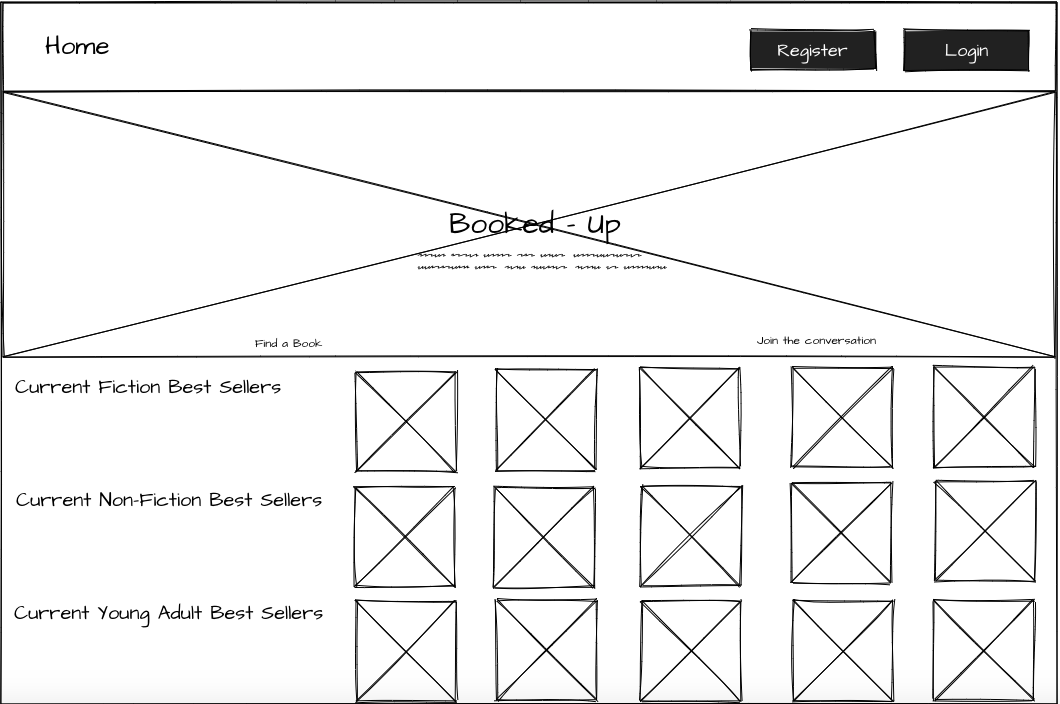 Home
Register
Login
Booked - Up
Find a Book
Join the conversation
Current Fiction Best Sellers
Current Non-Fiction Best Sellers
Current Young Adult Best Sellers